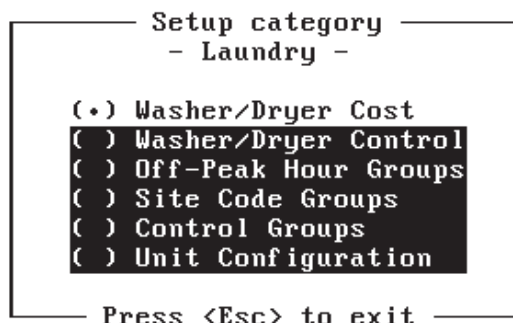 Setup category
- Laundry -
(•) Washer/Dryer Cost
( ) Washer/Dryer Control
( ) Off-Peak Hour Groups
( ) Site Code Groups
( ) Control Groups
( ) Unit Configuration
Press <Esc> to exit